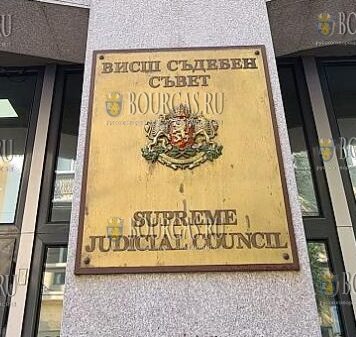 ВИСШ СЪДЕБЕН
СЪВЕТ
BOURGAS.RU
SUPREME
JUDICIAL COUNCIL